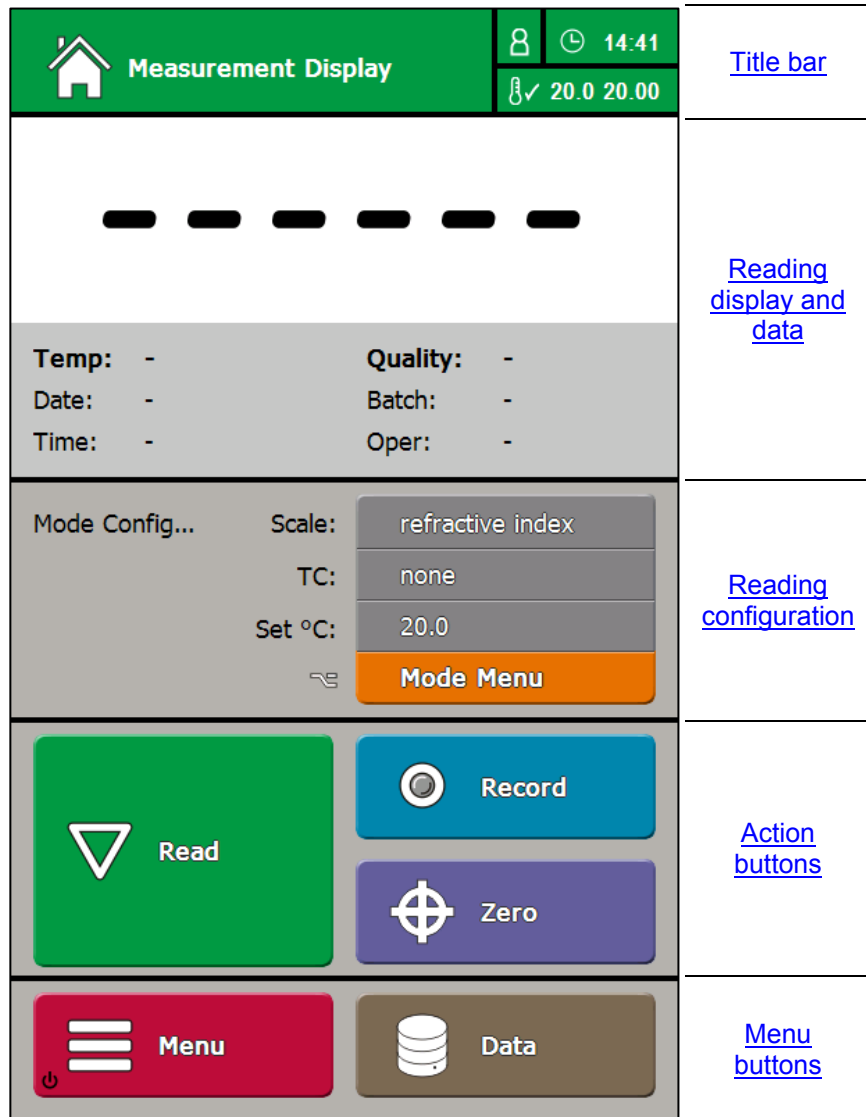 Measurement Display
14:41
20.0 20.00
Title bar
- - - - - -
Reading
display and
data
Temp: -
Quality: -
Date: -
Batch: -
Time: -
Oper: -
Mode Config...
Scale: refractive index
TC: none
Set °C: 20.0
Mode Menu
Reading
configuration
Read
Record
Zero
Action
buttons
Menu
Data
Menu
buttons